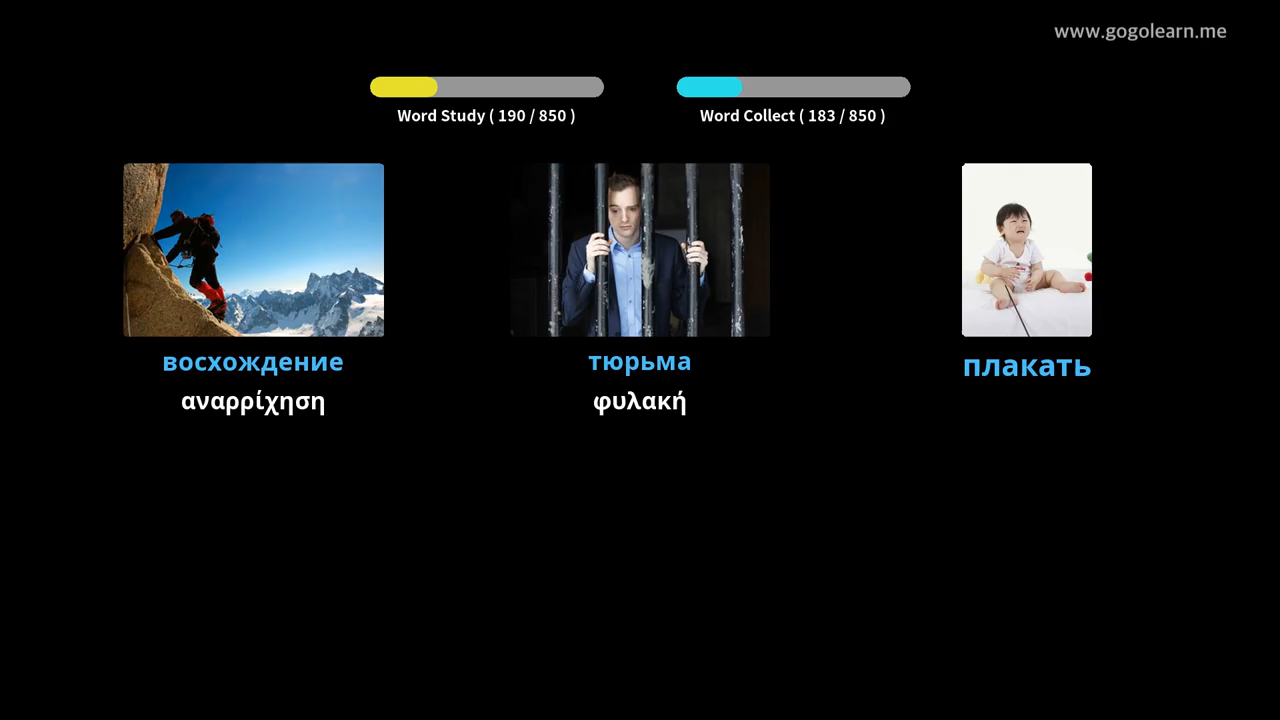 www.gogolearn.me
Word Study ( 190 / 850 )
Word Collect ( 183 / 850 )
восхождение
тюрьма
плакать
αναρρίχηση
φυλακή